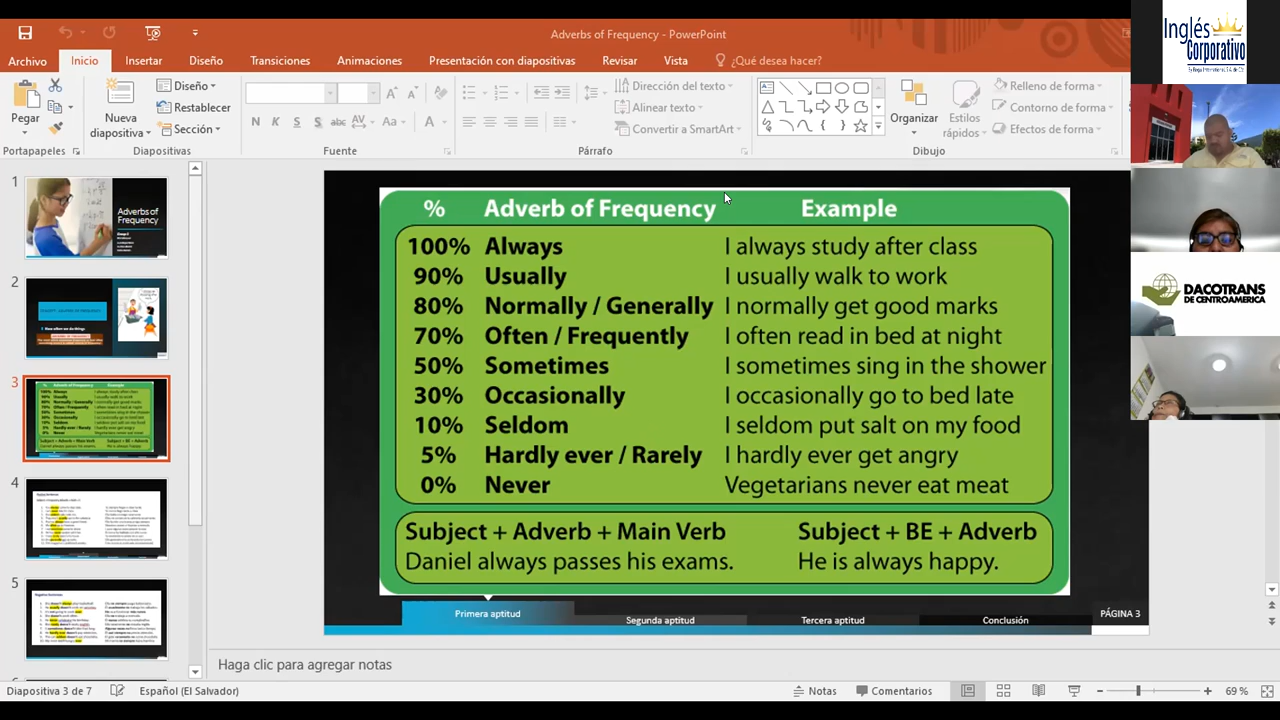 Adverbs of Frequency - PowerPoint
Archivo Inicio Insertar Diseño Transiciones Animaciones Presentación con diapositivas Revisar Vista ¿Qué desea hacer?
Pegar
Nueva diapositiva
Diseño
Restablecer
Sección
N K S S abc AV Aa A
Dirección del texto
Alinear texto
Convertir a SmartArt
Organizar
Estilos rápidos
Relleno de forma
Contorno de forma
Efectos de forma
Portapapeles Diapositivas Fuente Párrafo Dibujo
1
Adverbs of Frequency
2
3
4
5
% Adverb of Frequency Example
100% Always I always study after class
90% Usually I usually walk to work
80% Normally / Generally I normally get good marks
70% Often / Frequently I often read in bed at night
50% Sometimes I sometimes sing in the shower
30% Occasionally I occasionally go to bed late
10% Seldom I seldom put salt on my food
5% Hardly ever / Rarely I hardly ever get angry
0% Never Vegetarians never eat meat
Subject + Adverb + Main Verb Subject + BE + Adverb
Daniel always passes his exams. He is always happy.
Primera aptitud Segunda aptitud Tercera aptitud Conclusión PÁGINA 3
Haga clic para agregar notas
Diapositiva 3 de 7 Español (El Salvador) Notas Comentarios 69 %
Inglés
Corporativo
DACOTRANS
DE CENTROAMERICA